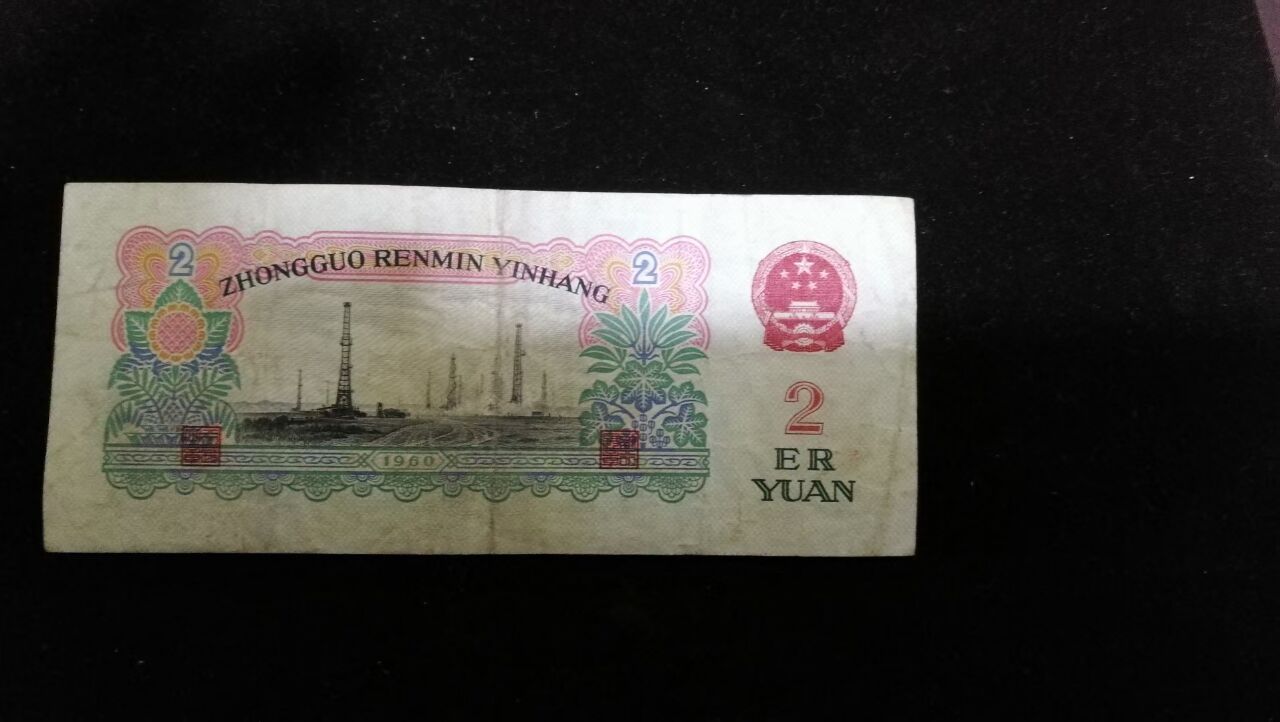 2
ZHONGGUO RENMIN YINHANG
2
1960
2
ER
YUAN